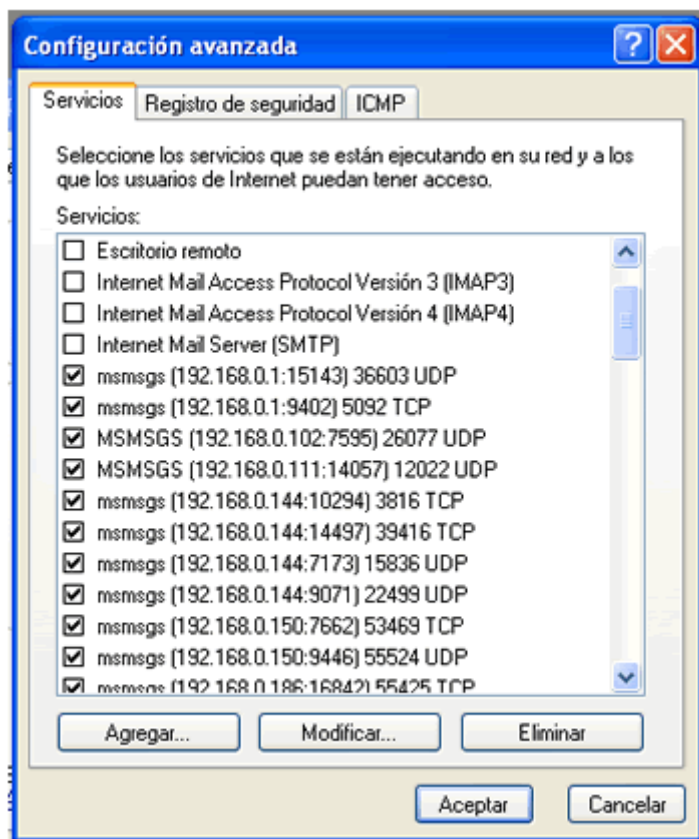 Configuración avanzada
Servicios Registro de seguridad ICMP
Seleccione los servicios que se están ejecutando en su red y a los
que los usuarios de Internet puedan tener acceso.
Servicios:
Escritorio remoto
Internet Mail Access Protocol Versión 3 (IMAP3)
Internet Mail Access Protocol Versión 4 (IMAP4)
Internet Mail Server (SMTP)
msmsgs (192.168.0.1:15143) 36603 UDP
msmsgs (192.168.0.1:9402) 5092 TCP
MSMSGS (192.168.0.102:7595) 26077 UDP
MSMSGS (192.168.0.111:14057) 12022 UDP
msmsgs (192.168.0.144:10294) 3816 TCP
msmsgs (192.168.0.144:14497) 39416 TCP
msmsgs (192.168.0.144:7173) 15836 UDP
msmsgs (192.168.0.144:9071) 22499 UDP
msmsgs (192.168.0.150:7662) 53469 TCP
msmsgs (192.168.0.150:9446) 55524 UDP
msmsgs (192.168.0.186:16842) 55425 TCP
Agregar... Modificar... Eliminar
Aceptar Cancelar